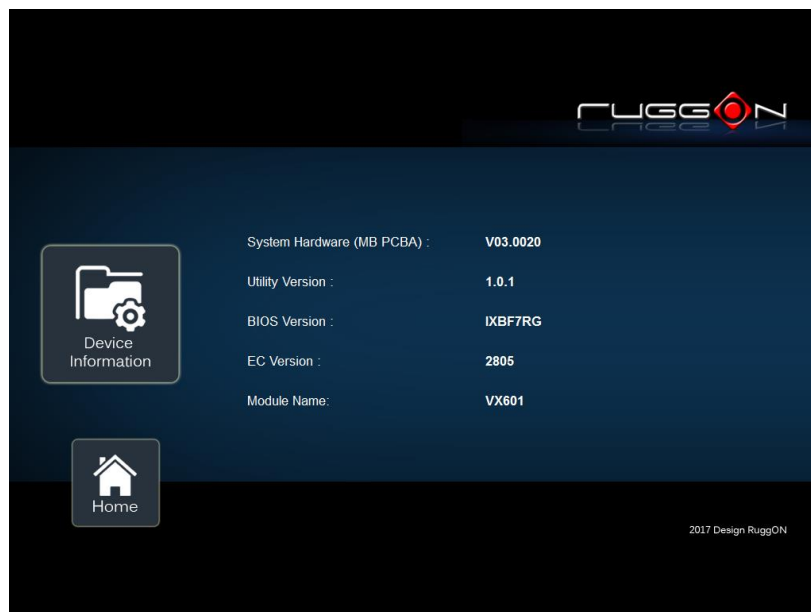 ruggON
System Hardware (MB PCBA) : V03.0020
Utility Version : 1.0.1
BIOS Version : IXBF7RG
EC Version : 2805
Module Name: VX601
Device
Information
Home
2017 Design RuggON